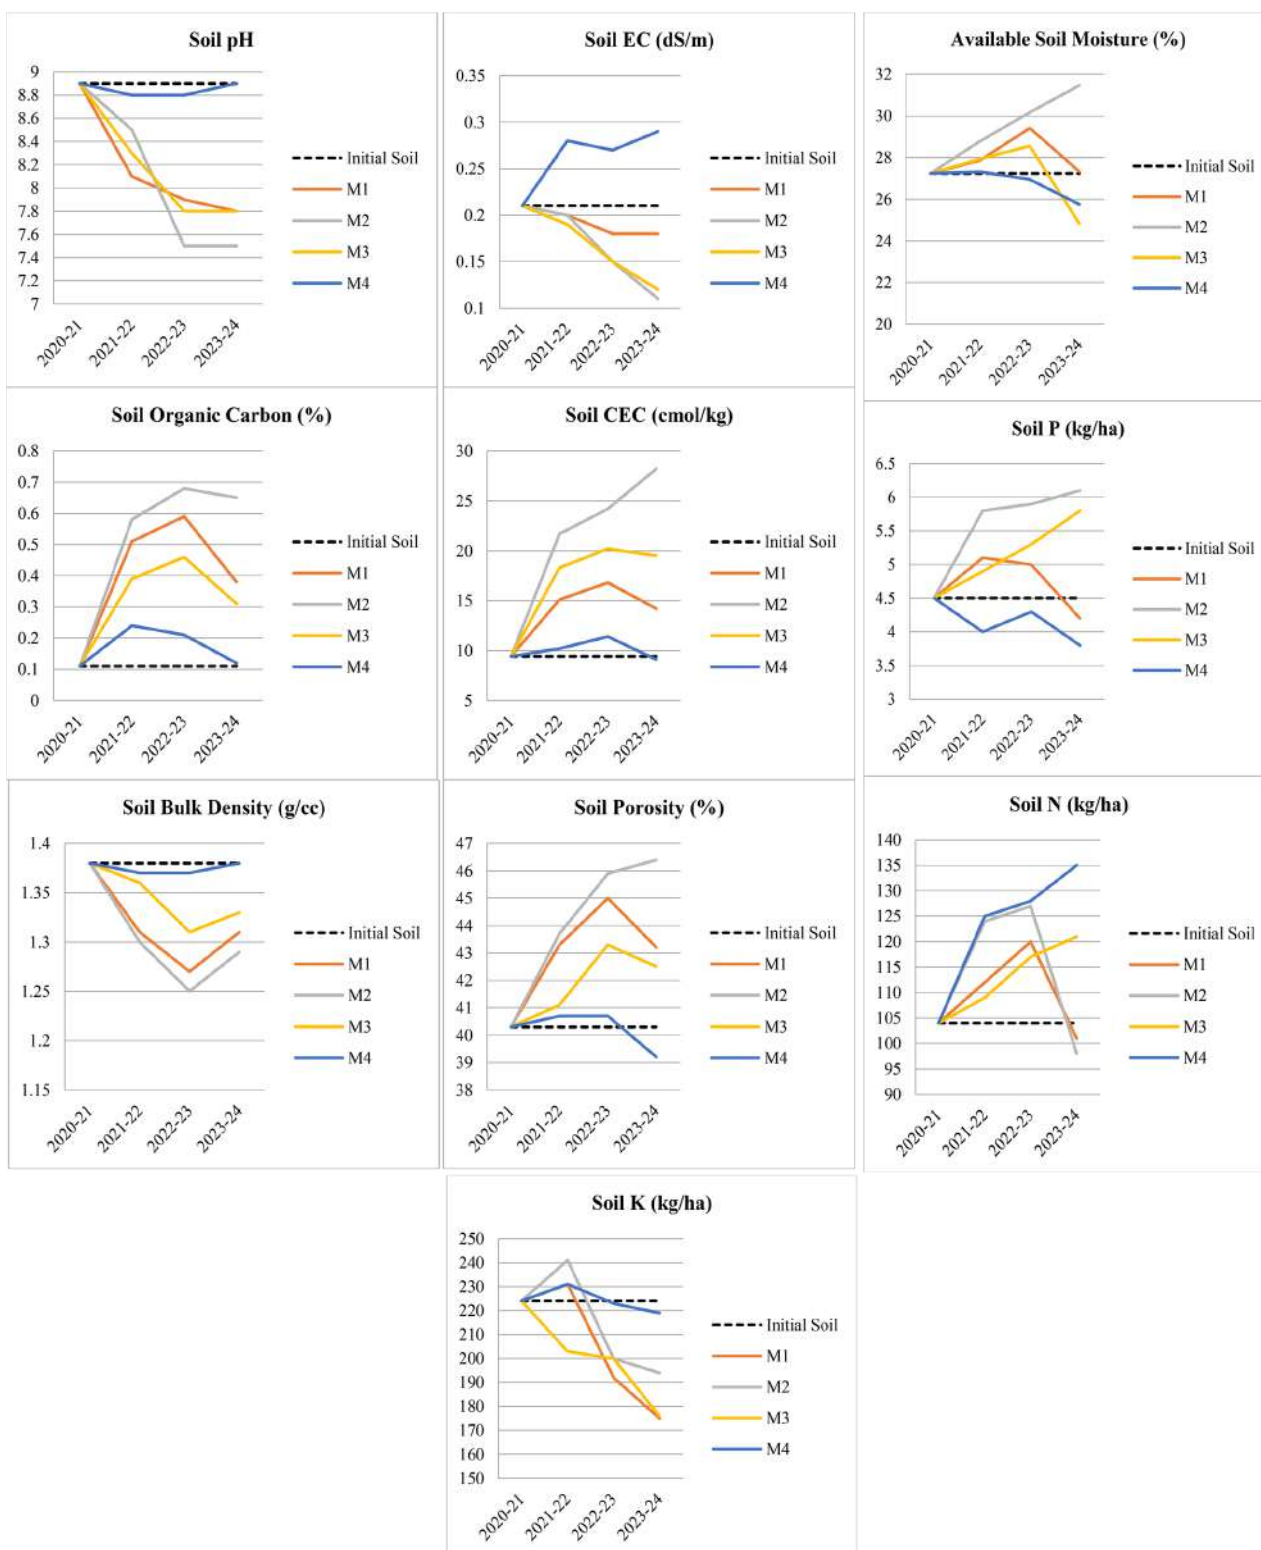 Soil pH
9
8.8
8.6
8.4
8.2
8
7.8
7.6
7.4
7.2
7
2020-21
2021-22
2022-23
2023-24
Initial Soil
M1
M2
M3
M4
Soil EC (dS/m)
0.35
0.3
0.25
0.2
0.15
0.1
2020-21
2021-22
2022-23
2023-24
Initial Soil
M1
M2
M3
M4
Available Soil Moisture (%)
32
30
28
26
24
22
20
2020-21
2021-22
2022-23
2023-24
Initial Soil
M1
M2
M3
M4
Soil Organic Carbon (%)
0.8
0.7
0.6
0.5
0.4
0.3
0.2
0.1
0
2020-21
2021-22
2022-23
2023-24
Initial Soil
M1
M2
M3
M4
Soil CEC (cmol/kg)
30
25
20
15
10
5
2020-21
2021-22
2022-23
2023-24
Initial Soil
M1
M2
M3
M4
Soil P (kg/ha)
6.5
6
5.5
5
4.5
4
3.5
3
2020-21
2021-22
2022-23
2023-24
Initial Soil
M1
M2
M3
M4
Soil Bulk Density (g/cc)
1.4
1.35
1.3
1.25
1.2
1.15
2020-21
2021-22
2022-23
2023-24
Initial Soil
M1
M2
M3
M4
Soil Porosity (%)
47
46
45
44
43
42
41
40
39
38
2020-21
2021-22
2022-23
2023-24
Initial Soil
M1
M2
M3
M4
Soil N (kg/ha)
140
135
130
125
120
115
110
104
100
95
90
2020-21
2021-22
2022-23
2023-24
Initial Soil
M1
M2
M3
M4
Soil K (kg/ha)
250
240
230
220
210
200
190
180
170
160
150
2020-21
2021-22
2022-23
2023-24
Initial Soil
M1
M2
M3
M4